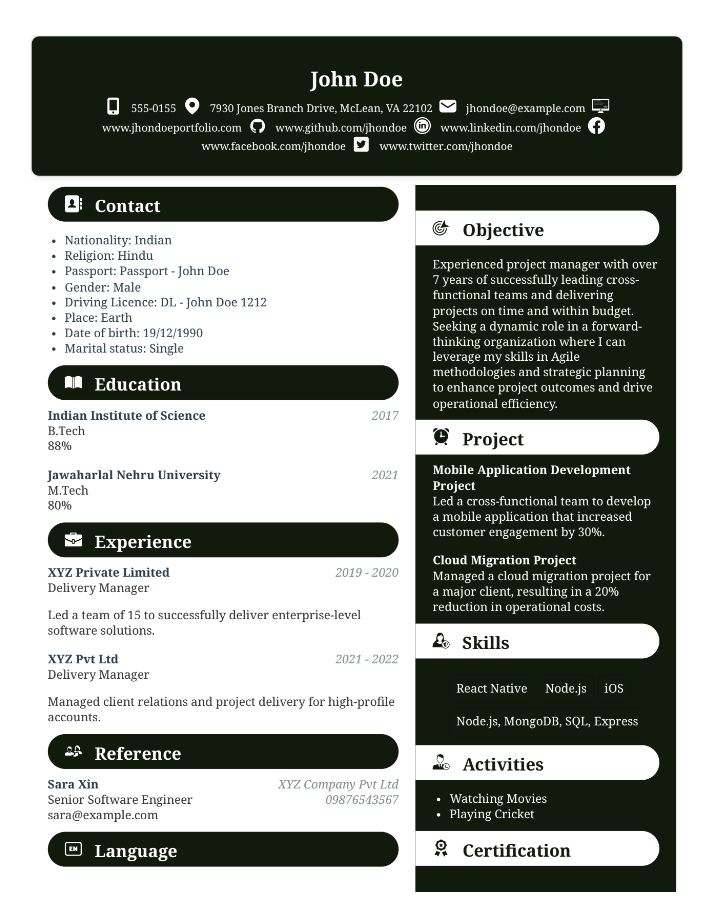 John Doe
555-0155 7930 Jones Branch Drive, McLean, VA 22102 jhondoe@example.com
www.jhondoeportfolio.com www.github.com/jhondoe www.linkedin.com/jhondoe
www.facebook.com/jhondoe www.twitter.com/jhondoe
Contact
• Nationality: Indian
• Religion: Hindu
• Passport: Passport - John Doe
• Gender: Male
• Driving Licence: DL - John Doe 1212
• Place: Earth
• Date of birth: 19/12/1990
• Marital status: Single
Education
Indian Institute of Science 2017
B.Tech
88%
Jawaharlal Nehru University 2021
M.Tech
80%
Experience
XYZ Private Limited 2019 - 2020
Delivery Manager
Led a team of 15 to successfully deliver enterprise-level
software solutions.
XYZ Pvt Ltd 2021 - 2022
Delivery Manager
Managed client relations and project delivery for high-profile
accounts.
Reference
Sara Xin XYZ Company Pvt Ltd
Senior Software Engineer 09876543567
sara@example.com
EN Language
Objective
Experienced project manager with over
7 years of successfully leading cross-
functional teams and delivering
projects on time and within budget.
Seeking a dynamic role in a forward-
thinking organization where I can
leverage my skills in Agile
methodologies and strategic planning
to enhance project outcomes and drive
operational efficiency.
Project
Mobile Application Development
Project
Led a cross-functional team to develop
a mobile application that increased
customer engagement by 30%.
Cloud Migration Project
Managed a cloud migration project for
a major client, resulting in a 20%
reduction in operational costs.
Skills
React Native Node.js iOS
Node.js, MongoDB, SQL, Express
Activities
• Watching Movies
• Playing Cricket
Certification